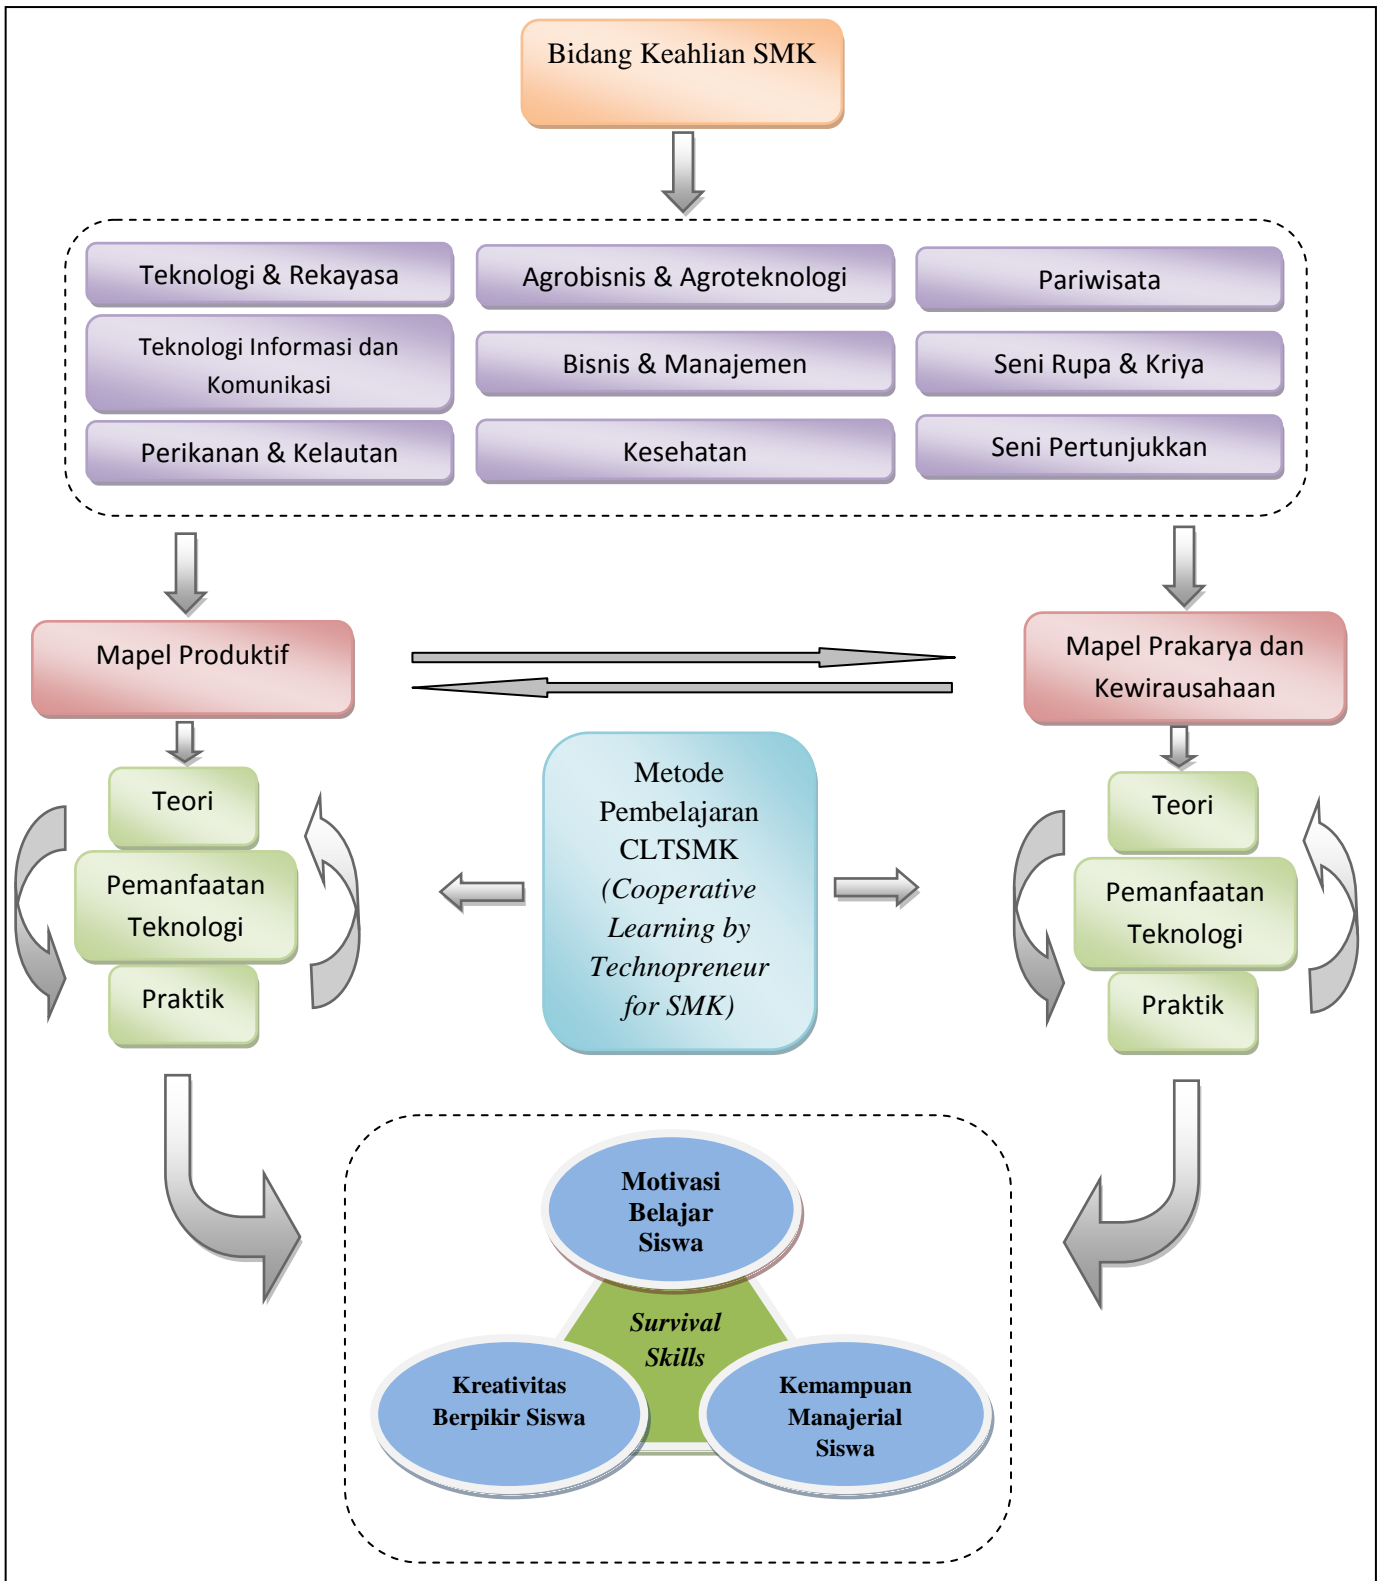 Bidang Keahlian SMK
Teknologi & Rekayasa
Agrobisnis & Agroteknologi
Pariwisata
Teknologi Informasi dan
Komunikasi
Bisnis & Manajemen
Seni Rupa & Kriya
Perikanan & Kelautan
Kesehatan
Seni Pertunjukkan
Mapel Produktif
Mapel Prakarya dan
Kewirausahaan
Teori
Pemanfaatan
Teknologi
Praktik
Metode
Pembelajaran
CLTSMK
(Cooperative
Learning by
Technopreneur
for SMK)
Teori
Pemanfaatan
Teknologi
Praktik
Motivasi
Belajar
Siswa
Survival
Skills
Kreativitas
Berpikir Siswa
Kemampuan
Manajerial
Siswa